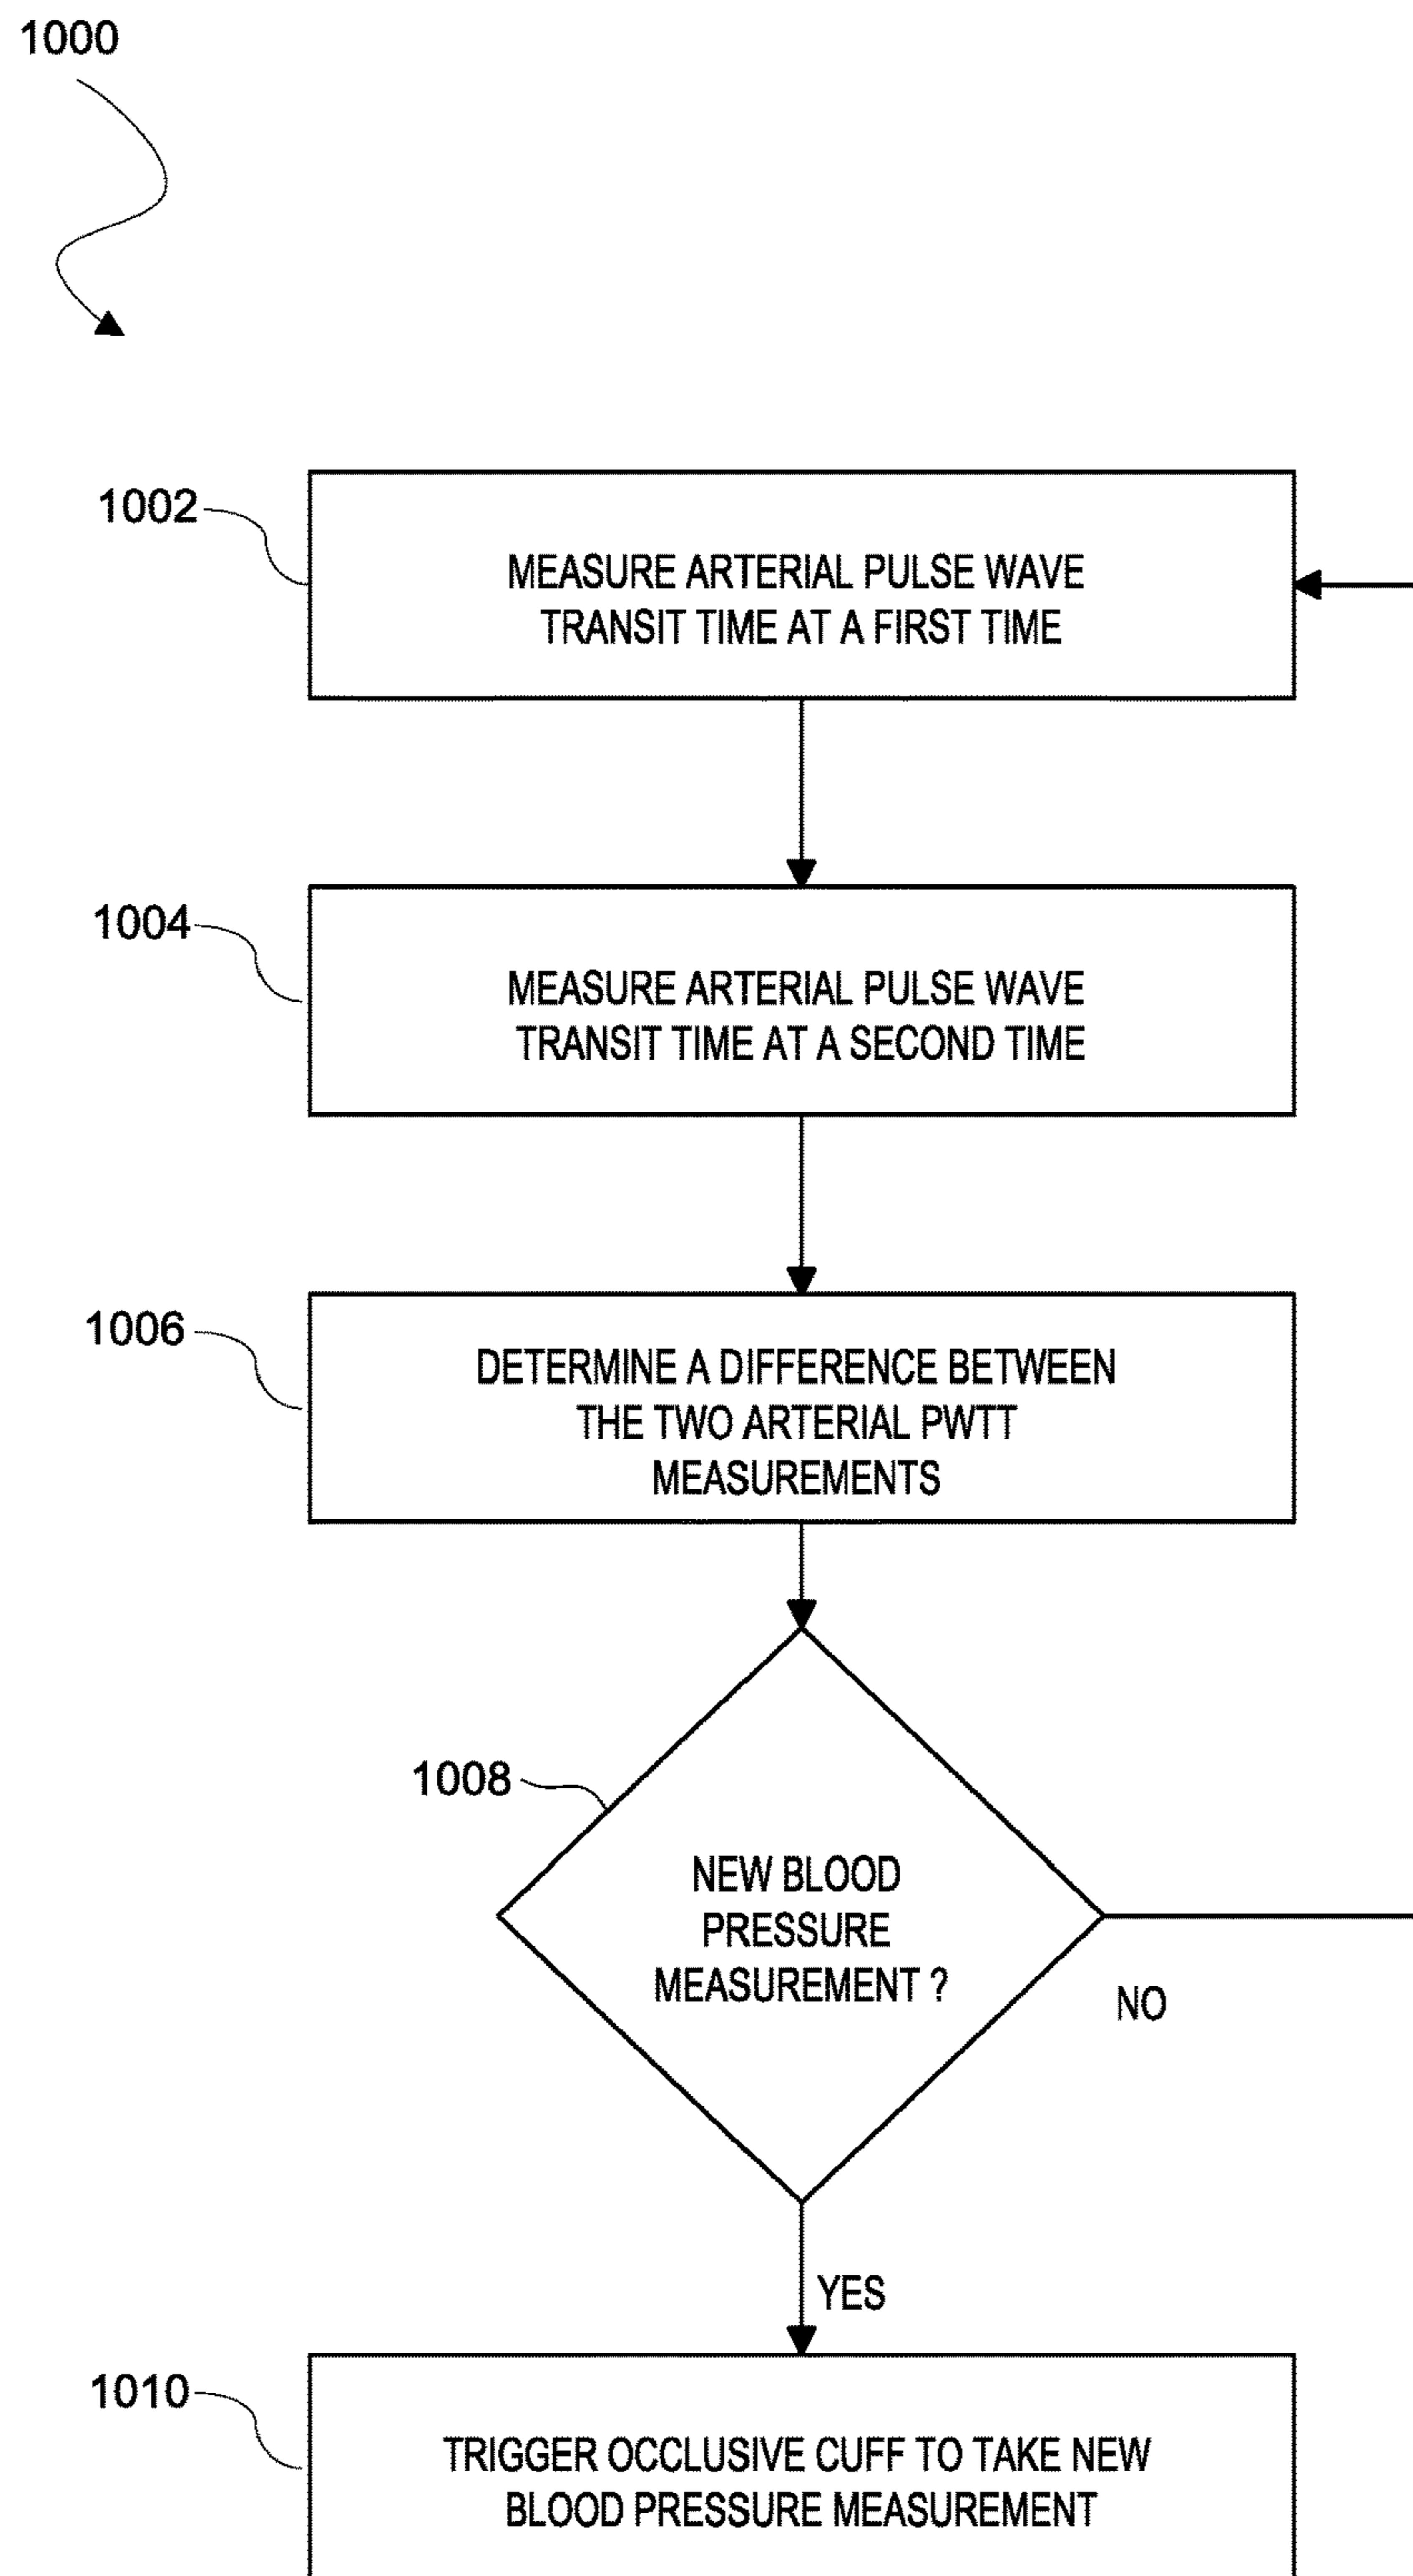 1000
1002
MEASURE ARTERIAL PULSE WAVE
TRANSIT TIME AT A FIRST TIME
1004
MEASURE ARTERIAL PULSE WAVE
TRANSIT TIME AT A SECOND TIME
1006
DETERMINE A DIFFERENCE BETWEEN
THE TWO ARTERIAL PWTT
MEASUREMENTS
1008
NEW BLOOD
PRESSURE
MEASUREMENT ?
NO
YES
1010
TRIGGER OCCLUSIVE CUFF TO TAKE NEW
BLOOD PRESSURE MEASUREMENT